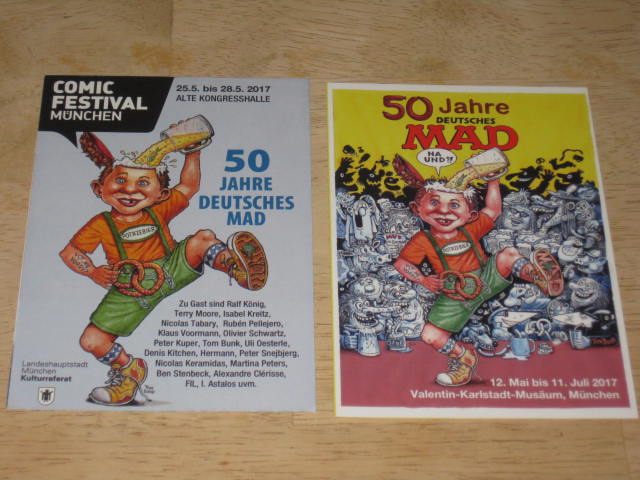 COMIC
FESTIVAL
MÜNCHEN
25.5. bis 28.5. 2017
ALTE KONGRESSHALLE
50
JAHRE
DEUTSCHES
MAD
Zu Gast sind Ralf König,
Terry Moore, Isabel Kreitz,
Nicolas Tabary, Rubén Pellejero,
Klaus Voormann, Olivier Schwartz,
Peter Kuper, Tom Bunk, Uli Oesterle,
Denis Kitchen, Hermann, Peter Snejbjerg,
Nicolas Keramidas, Martina Peters,
Ben Stenbeck, Alexandre Clérisse,
FIL, I. Astalos uvm.
Landeshauptstadt
München
Kulturreferat
50 Jahre
DEUTSCHES
MAD
HA
UND?!
12. Mai bis 11. Juli 2017
Valentin-Karlstadt-Musäum, München